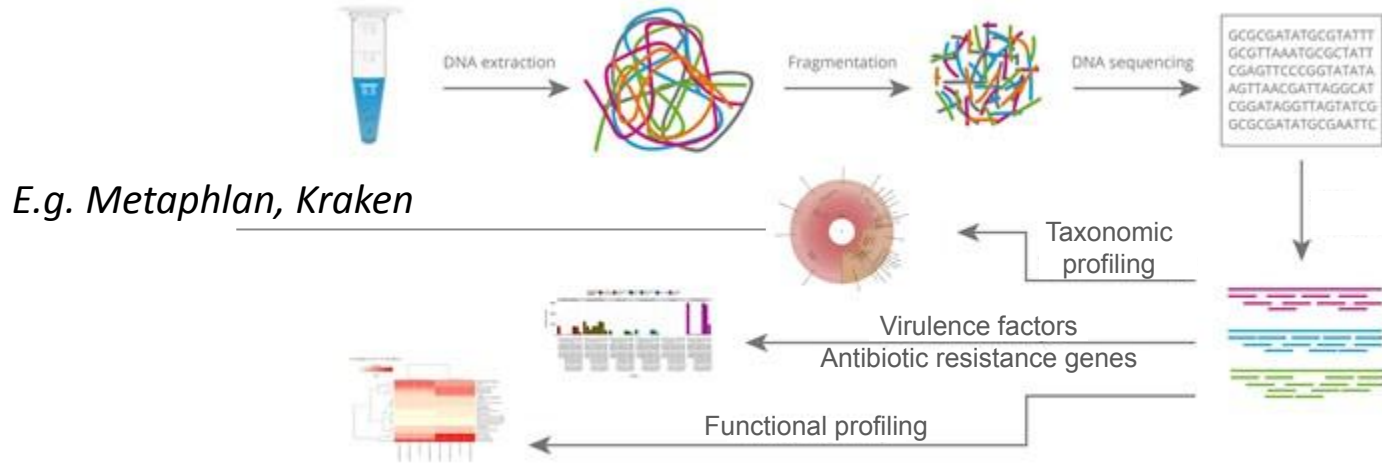 DNA extraction
Fragmentation
DNA sequencing
GCGCGATATGCGTATTT
GCGTTAAATGCGCTATT
CGAGTTCCCGGTATATA
AGTTAACGATTAGGCAT
CGGATAGGTTAGTATCG
GCGCGATATGCGAATTC
E.g. Metaphlan, Kraken
Taxonomic
profiling
Virulence factors
Antibiotic resistance genes
Functional profiling